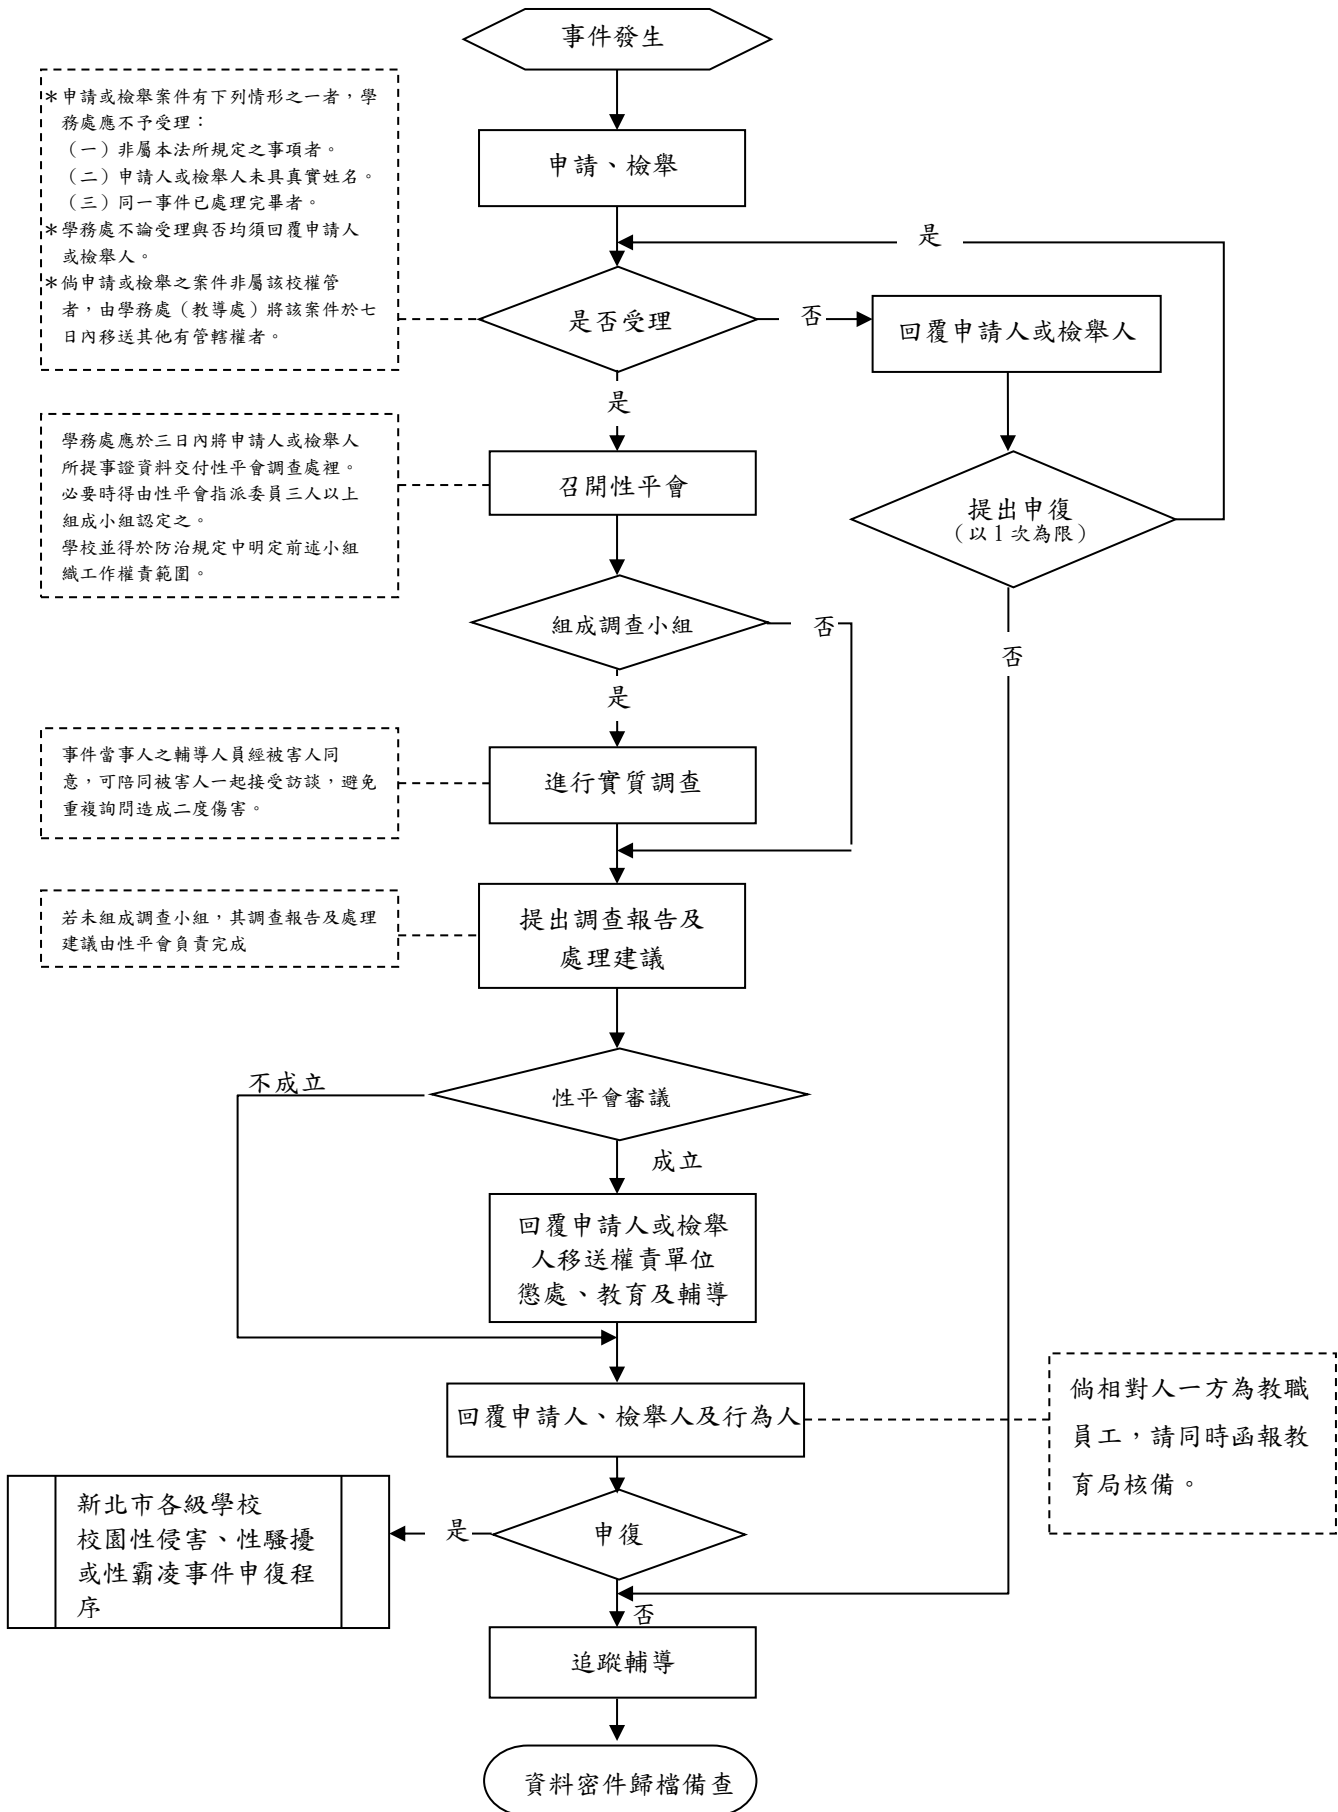 事件發生
＊申請或檢舉案件有下列情形之一者，學
務處應不予受理：
（一）非屬本法所規定之事項者。
（二）申請人或檢舉人未具真實姓名。
（三）同一事件已處理完畢者。
＊學務處不論受理與否均須回覆申請人
或檢舉人。
＊倘申請或檢舉之案件非屬該校權管
者，由學務處（教導處）將該案件於七
日內移送其他有管轄權者。
申請、檢舉
是
是否受理
否
回覆申請人或檢舉人
是
學務處應於三日內將申請人或檢舉人
所提事證資料交付性平會調查處裡。
必要時得由性平會指派委員三人以上
組成小組認定之。
學校並得於防治規定中明定前述小組
織工作權責範圍。
召開性平會
提出申復
（以1次為限）
組成調查小組
否
否
是
事件當事人之輔導人員經被害人同
意，可陪同被害人一起接受訪談，避免
重複詢問造成二度傷害。
進行實質調查
若未組成調查小組，其調查報告及處理
建議由性平會負責完成
提出調查報告及
處理建議
不成立
性平會審議
成立
回覆申請人或檢舉
人移送權責單位
懲處、教育及輔導
回覆申請人、檢舉人及行為人
倘相對人一方為教職
員工，請同時函報教
育局核備。
新北市各級學校
校園性侵害、性騷擾
或性霸凌事件申復程
序
是
申復
否
追蹤輔導
資料密件歸檔備查